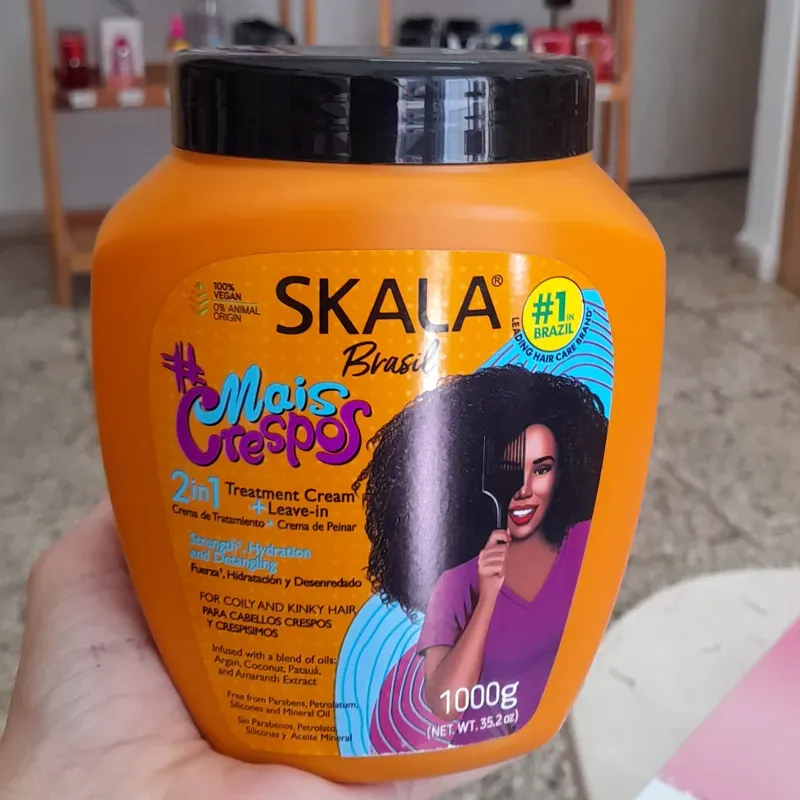 100%
VEGAN
0% ANIMAL
ORIGIN
SKALA®
Brasil
#1 IN
BRAZIL
LEADING HAIR CARE BRAND
#Mais
Crespos
2in1 Treatment Cream
+ Leave-in
Crema de Tratamiento + Crema de Peinar
Strength¹, Hydration
and Detangling
Fuerza¹, Hidratación y Desenredado
FOR COILY AND KINKY HAIR
PARA CABELLOS CRESPOS
Y CRESPISIMOS
Infused with a blend of oils:
Argan, Coconut, Patauá,
and Amaranth Extract
Free from Parabens, Petrolatum,
Silicones and Mineral Oil
Sin Parabenos, Petrolato,
Siliconas y Aceite Mineral
1000g
(NET. WT. 35,2 oz)